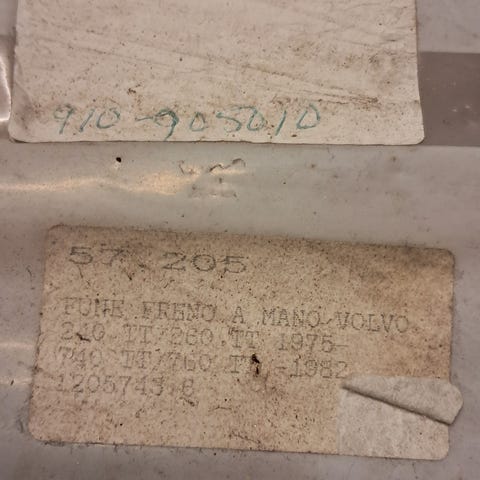 910-905010
57.205
FUNE FRENO A MANO VOLVO
240 TT/260 TT 1975-
740 TT/760 TT -1982
1205743.8